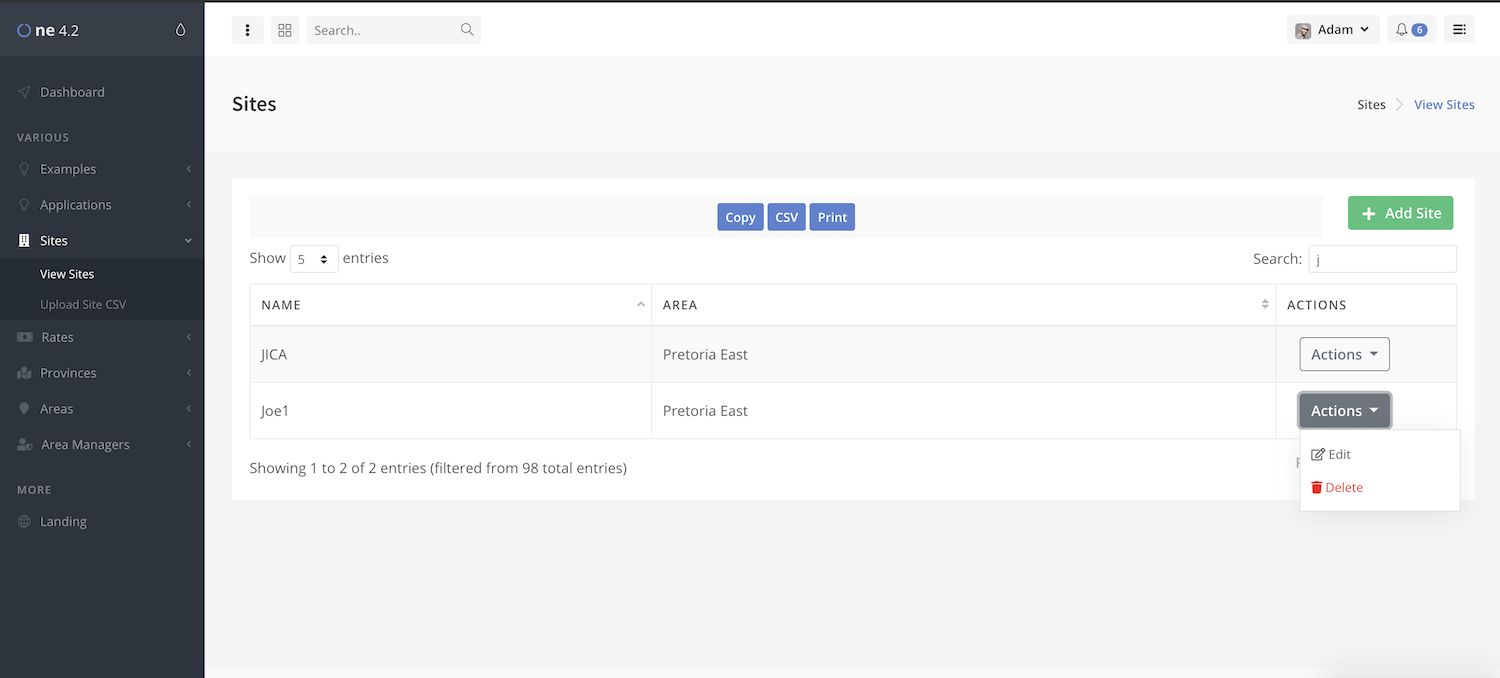 ne 4.2
Search..
Adam
6
Dashboard
VARIOUS
Examples
Applications
Sites
View Sites
Upload Site CSV
Rates
Provinces
Areas
Area Managers
MORE
Landing
Sites
Sites View Sites
Copy CSV Print
+ Add Site
Show 5 entries
Search: j
NAME AREA ACTIONS
JICA Pretoria East Actions
Joe1 Pretoria East Actions
Edit
Delete
Showing 1 to 2 of 2 entries (filtered from 98 total entries)